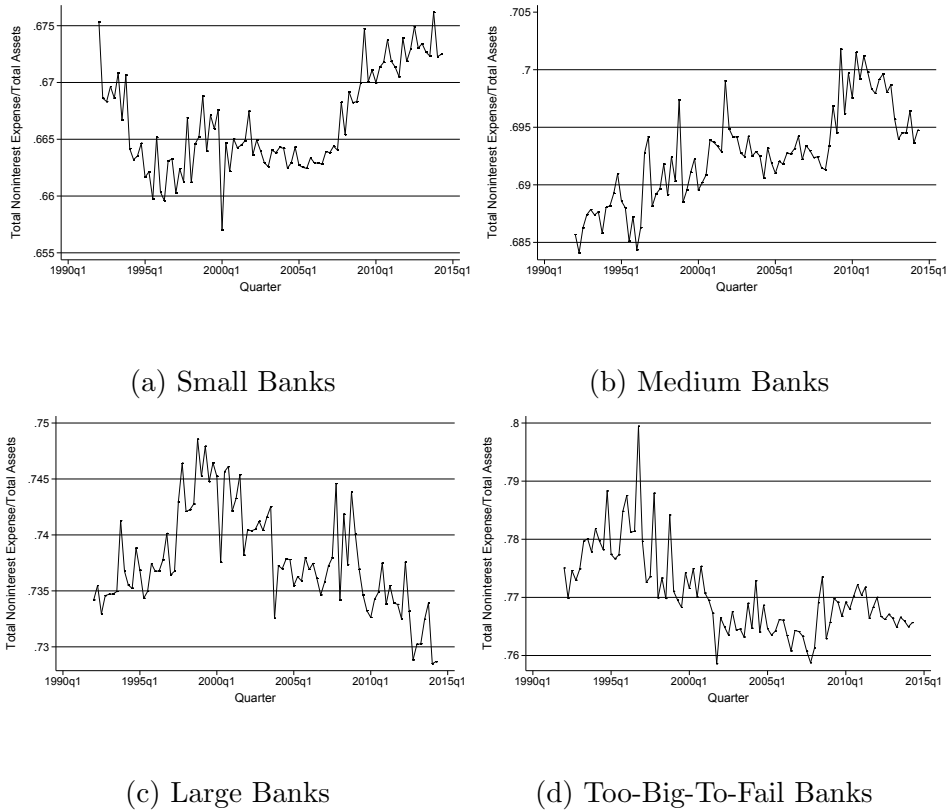 Total Noninterest Expense/Total Assets
.675
.67
.665
.66
.655
1990q1 1995q1 2000q1 2005q1 2010q1 2015q1
Quarter
(a) Small Banks
Total Noninterest Expense/Total Assets
.705
.7
.695
.69
.685
1990q1 1995q1 2000q1 2005q1 2010q1 2015q1
Quarter
(b) Medium Banks
Total Noninterest Expense/Total Assets
.75
.745
.74
.735
.73
1990q1 1995q1 2000q1 2005q1 2010q1 2015q1
Quarter
(c) Large Banks
Total Noninterest Expense/Total Assets
.8
.79
.78
.77
.76
1990q1 1995q1 2000q1 2005q1 2010q1 2015q1
Quarter
(d) Too-Big-To-Fail Banks